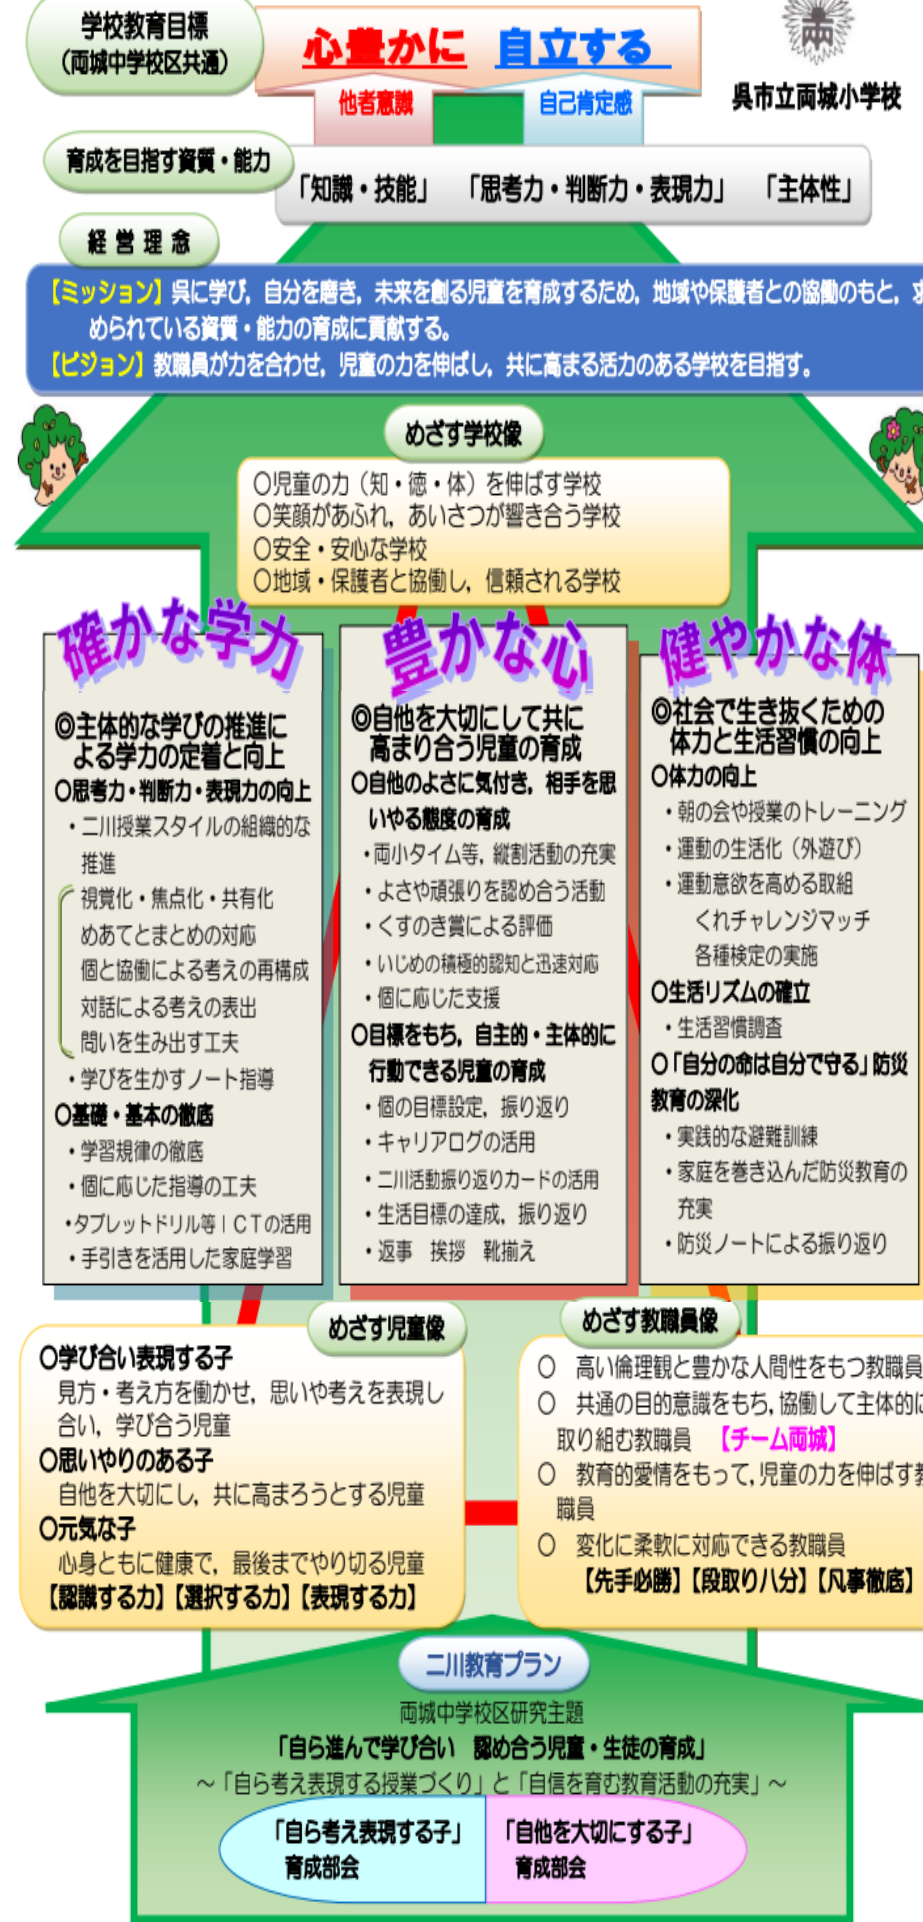 学校教育目標
（両城中学校区共通）
心豊かに 自立する
他者意識
自己肯定感
両
呉市立両城小学校
育成を目指す資質・能力
「知識・技能」 「思考力・判断力・表現力」 「主体性」
経営理念
【ミッション】呉に学び，自分を磨き，未来を創る児童を育成するため，地域や保護者との協働のもと，求
められている資質・能力の育成に貢献する。
【ビジョン】教職員が力を合わせ，児童の力を伸ばし，共に高まる活力のある学校を目指す。
めざす学校像
○児童の力（知・徳・体）を伸ばす学校
○笑顔があふれ，あいさつが響き合う学校
○安全・安心な学校
○地域・保護者と協働し，信頼される学校
確かな学力
◎主体的な学びの推進に
よる学力の定着と向上
○思考力・判断力・表現力の向上
・二川授業スタイルの組織的な
推進
視覚化・焦点化・共有化
めあてとまとめの対応
個と協働による考えの再構成
対話による考えの表出
問いを生み出す工夫
・学びを生かすノート指導
○基礎・基本の徹底
・学習規律の徹底
・個に応じた指導の工夫
・タブレットドリル等ＩＣＴの活用
・手引きを活用した家庭学習
豊かな心
◎自他を大切にして共に
高まり合う児童の育成
○自他のよさに気付き，相手を思
いやる態度の育成
・両小タイム等，縦割活動の充実
・よさや頑張りを認め合う活動
・くすのき賞による評価
・いじめの積極的認知と迅速対応
・個に応じた支援
○目標をもち，自主的・主体的に
行動できる児童の育成
・個の目標設定，振り返り
・キャリアログの活用
・二川活動振り返りカードの活用
・生活目標の達成，振り返り
・返事 挨拶 靴揃え
健やかな体
◎社会で生き抜くための
体力と生活習慣の向上
○体力の向上
・朝の会や授業のトレーニング
・運動の生活化（外遊び）
・運動意欲を高める取組
くれチャレンジマッチ
各種検定の実施
○生活リズムの確立
・生活習慣調査
○「自分の命は自分で守る」防災
教育の深化
・実践的な避難訓練
・家庭を巻き込んだ防災教育の
充実
・防災ノートによる振り返り
めざす児童像
○学び合い表現する子
見方・考え方を働かせ，思いや考えを表現し
合い，学び合う児童
○思いやりのある子
自他を大切にし，共に高まろうとする児童
○元気な子
心身ともに健康で，最後までやり切る児童
【認識する力】【選択する力】【表現する力】
めざす教職員像
○ 高い倫理観と豊かな人間性をもつ教職員
○ 共通の目的意識をもち，協働して主体的に
取り組む教職員 【チーム両城】
○ 教育的愛情をもって，児童の力を伸ばす教
職員
○ 変化に柔軟に対応できる教職員
【先手必勝】【段取り八分】【凡事徹底】
二川教育プラン
両城中学校区研究主題
「自ら進んで学び合い 認め合う児童・生徒の育成」
～「自ら考え表現する授業づくり」と「自信を育む教育活動の充実」～
「自ら考え表現する子」
育成部会
「自他を大切にする子」
育成部会